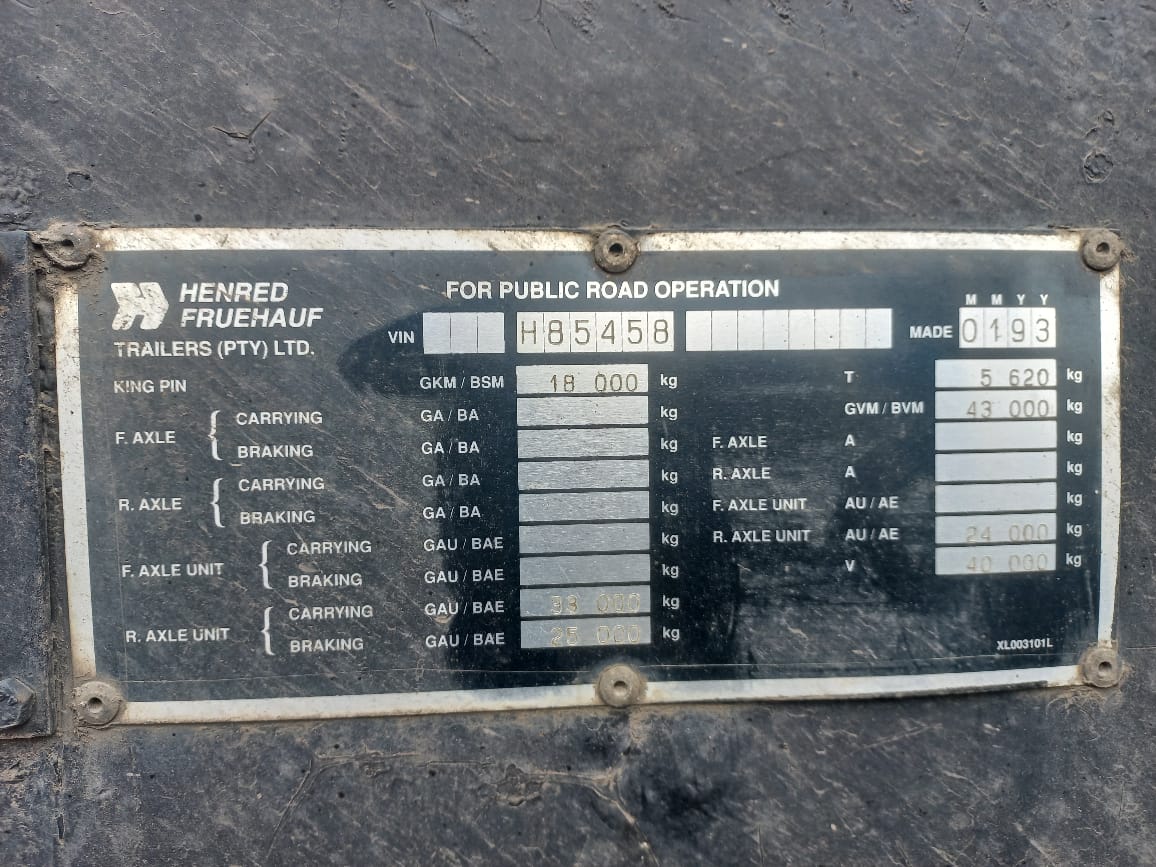 HENRED
FRUEHAUF
TRAILERS (PTY) LTD.
FOR PUBLIC ROAD OPERATION
VIN H85458
M M Y Y
MADE 0193
KING PIN GKM / BSM 18 000 kg
T 5 620 kg
F. AXLE CARRYING GA / BA kg
BRAKING GA / BA kg
R. AXLE CARRYING GA / BA kg
BRAKING GA / BA kg
F. AXLE UNIT CARRYING GAU / BAE kg
BRAKING GAU / BAE kg
R. AXLE UNIT CARRYING GAU / BAE 33 000 kg
BRAKING GAU / BAE 25 000 kg
GVM / BVM 43 000 kg
F. AXLE A kg
R. AXLE A kg
F. AXLE UNIT AU / AE kg
R. AXLE UNIT AU / AE 24 000 kg
V 40 000 kg
XL003101L